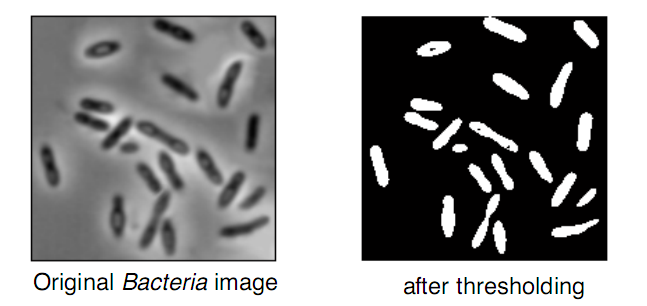 Original Bacteria image
after thresholding